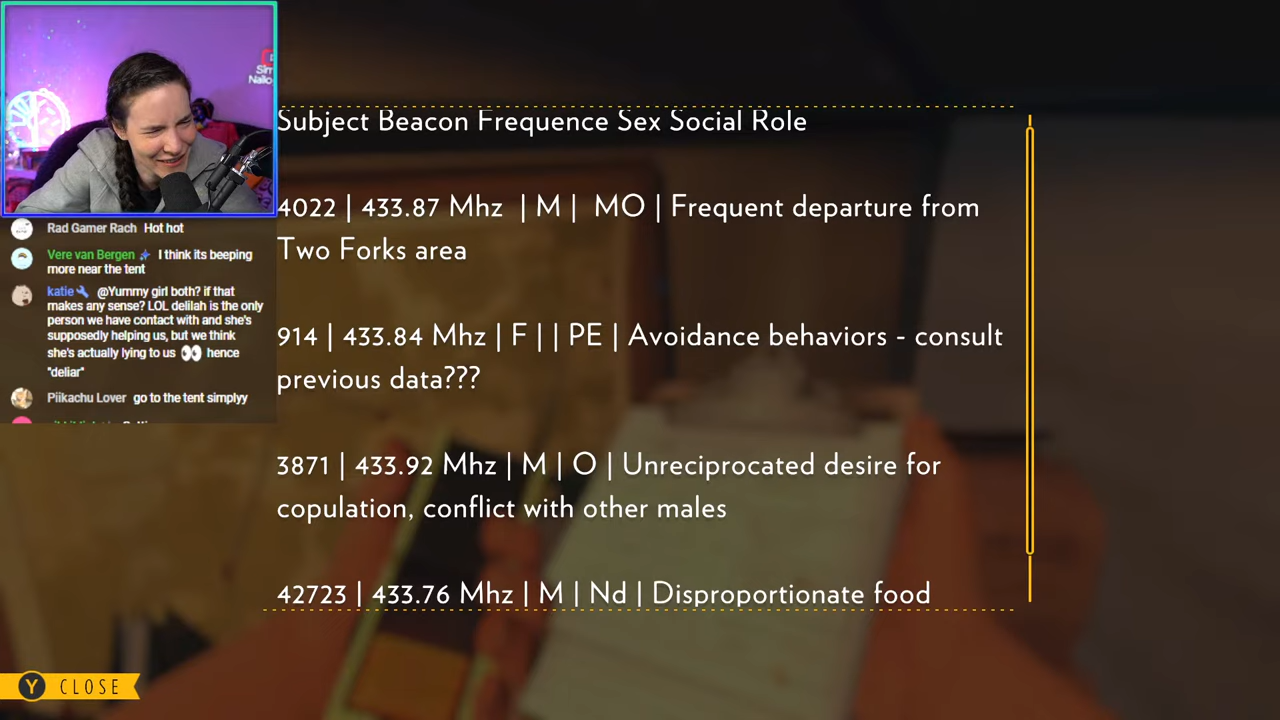 Subject Beacon Frequence Sex Social Role
4022 | 433.87 Mhz | M | MO | Frequent departure from
Two Forks area
914 | 433.84 Mhz | F | | PE | Avoidance behaviors - consult
previous data???
3871 | 433.92 Mhz | M | O | Unreciprocated desire for
copulation, conflict with other males
42723 | 433.76 Mhz | M | Nd | Disproportionate food
Rad Gamer Rach Hot hot
Vere van Bergen I think its beeping
more near the tent
katie @Yummy girl both? if that
makes any sense? LOL delilah is the only
person we have contact with and she's
supposedly helping us, but we think
she's actually lying to us hence
"deliar"
Piikachu Lover go to the tent simplyy
Y CLOSE